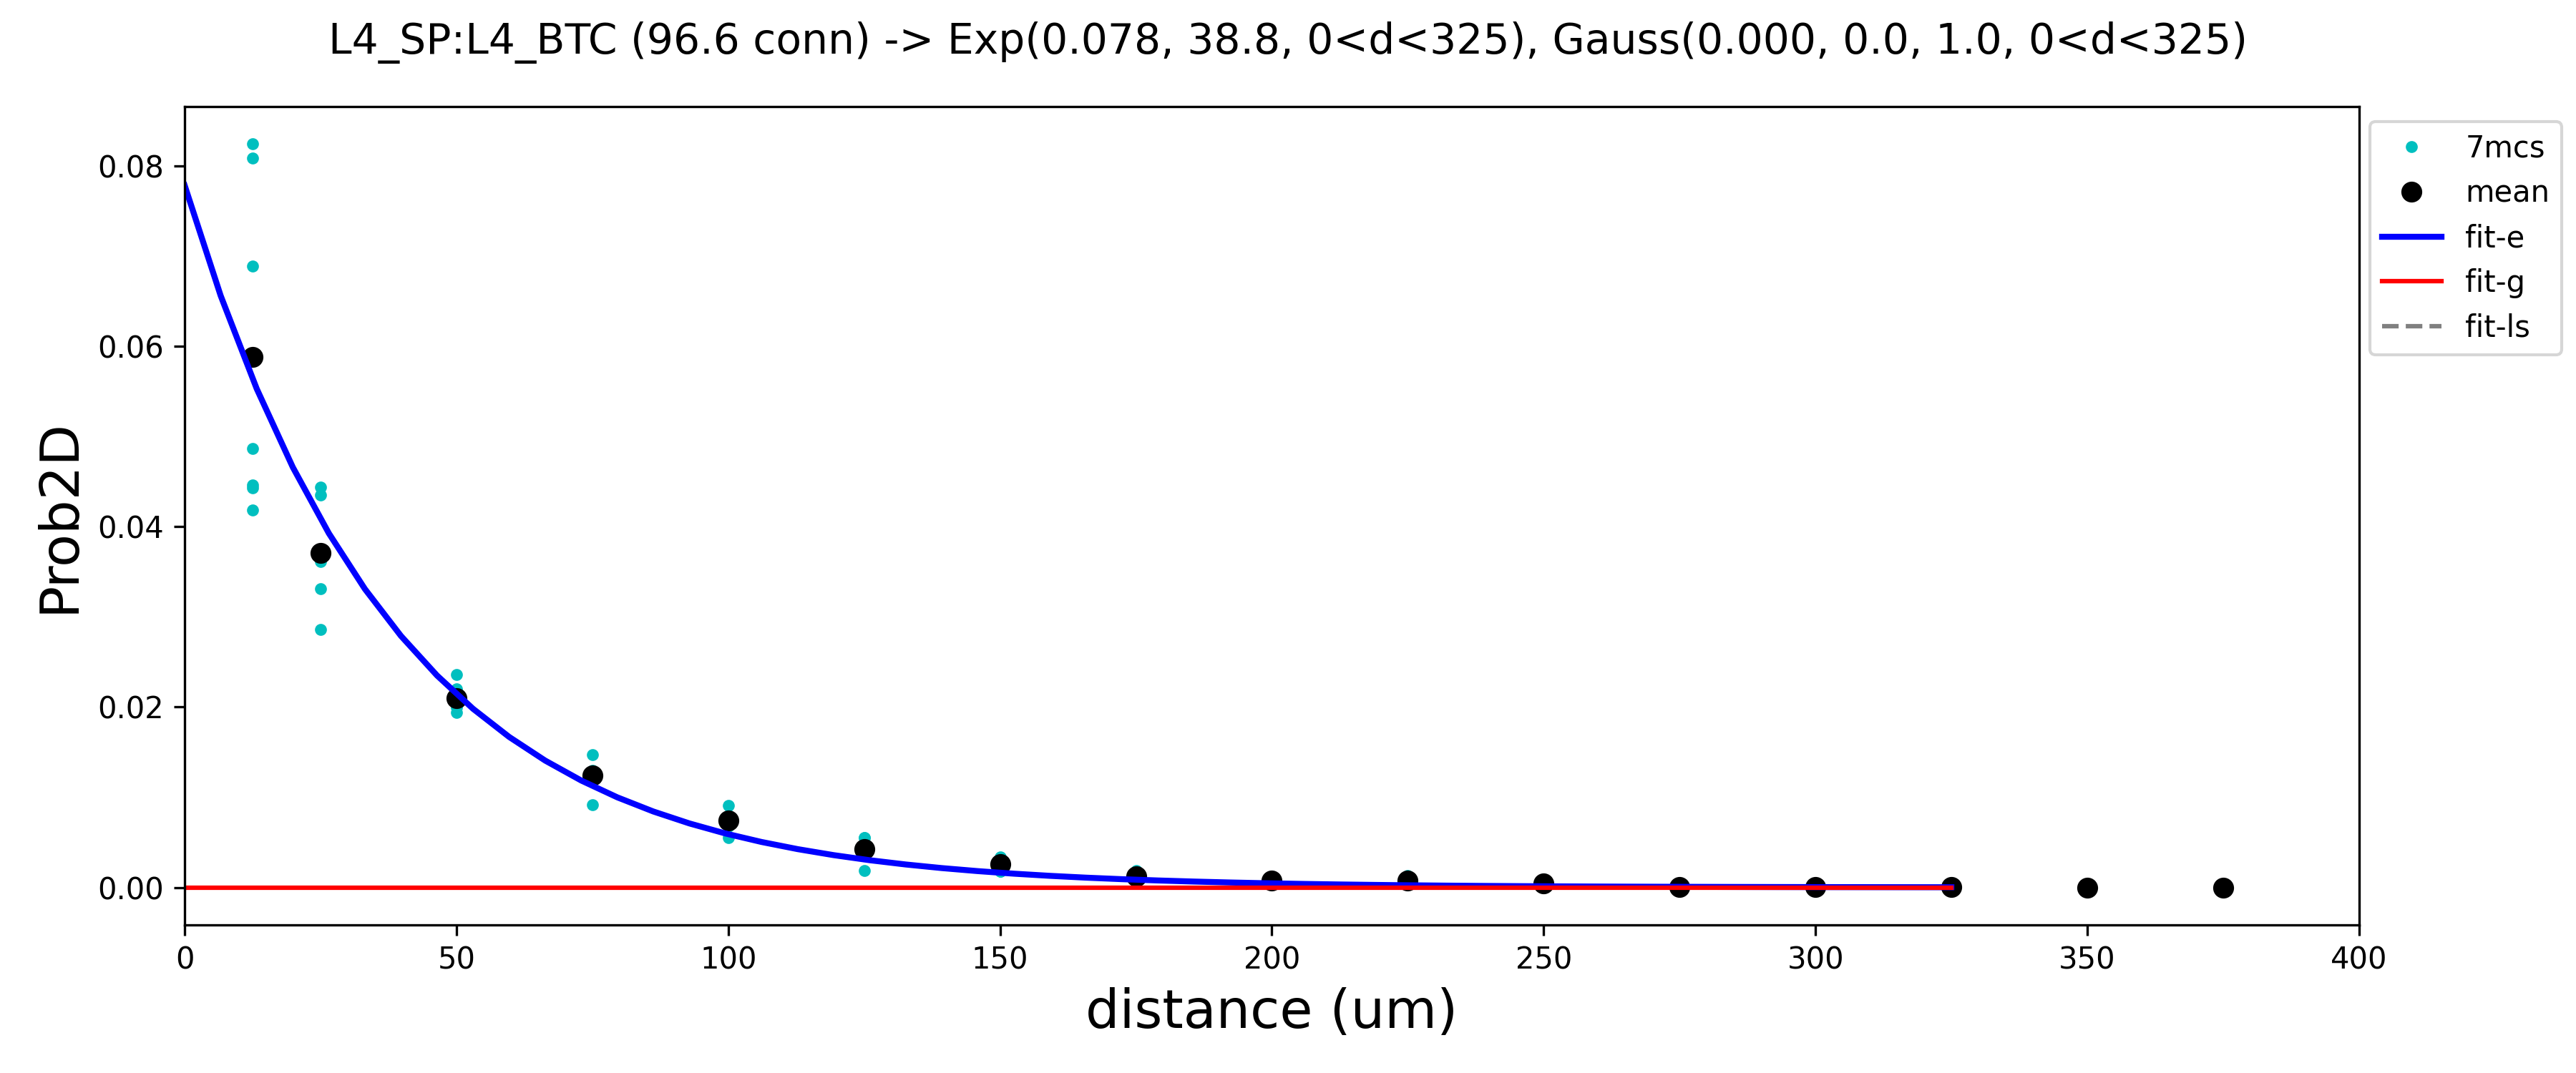 L4_SP:L4_BTC (96.6 conn) -> Exp(0.078, 38.8, 0<d<325), Gauss(0.000, 0.0, 1.0, 0<d<325)
7mcs
mean
fit-e
fit-g
fit-ls
Prob2D
0.08
0.06
0.04
0.02
0.00
0 50 100 150 200 250 300 350 400
distance (um)